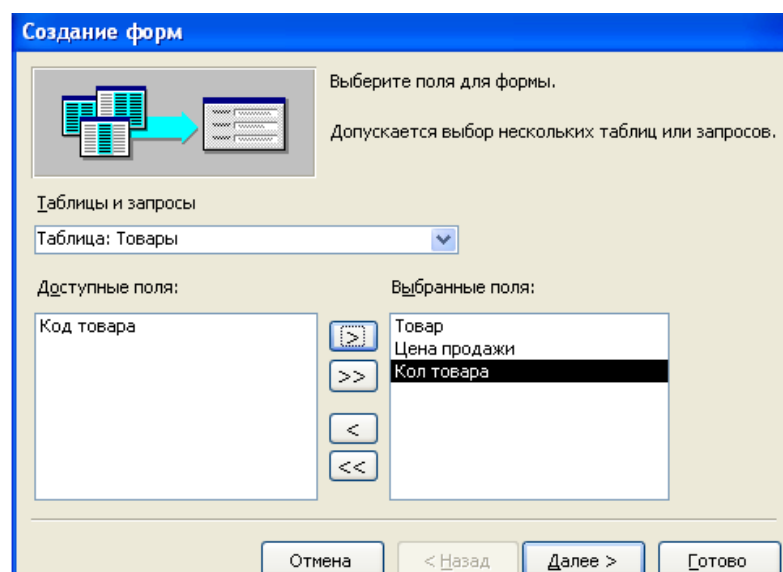 Создание форм
Выберите поля для формы.
Допускается выбор нескольких таблиц или запросов.
Таблицы и запросы
Таблица: Товары
Доступные поля:
Выбранные поля:
Код товара
Товар
Цена продажи
Кол товара
>
>>
<
<<
Отмена
< Назад
Далее >
Готово